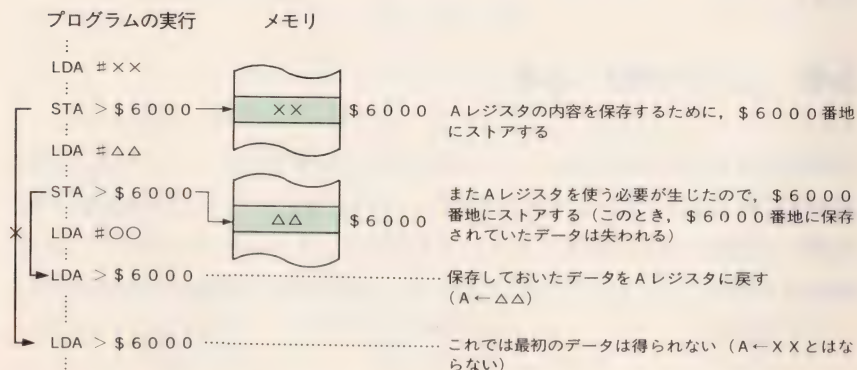 プログラムの実行 メモリ
LDA #××
STA >$6000 ×× $6000 Aレジスタの内容を保存するために，$6000番地
にストアする
LDA #△△
STA >$6000 △△ $6000 またAレジスタを使う必要が生じたので，$6000
番地にストアする（このとき，$6000番地に保存
されていたデータは失われる）
LDA #○○
LDA >$6000 保存しておいたデータをAレジスタに戻す
（A←△△）
LDA >$6000 これでは最初のデータは得られない（A←XXとはな
らない）